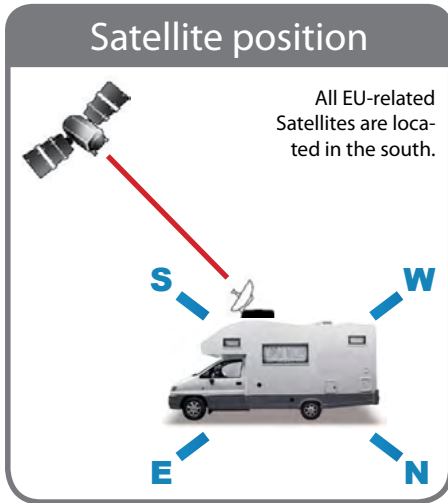 Satellite position
All EU-related
Satellites are loca-
ted in the south.
S
W
E
N